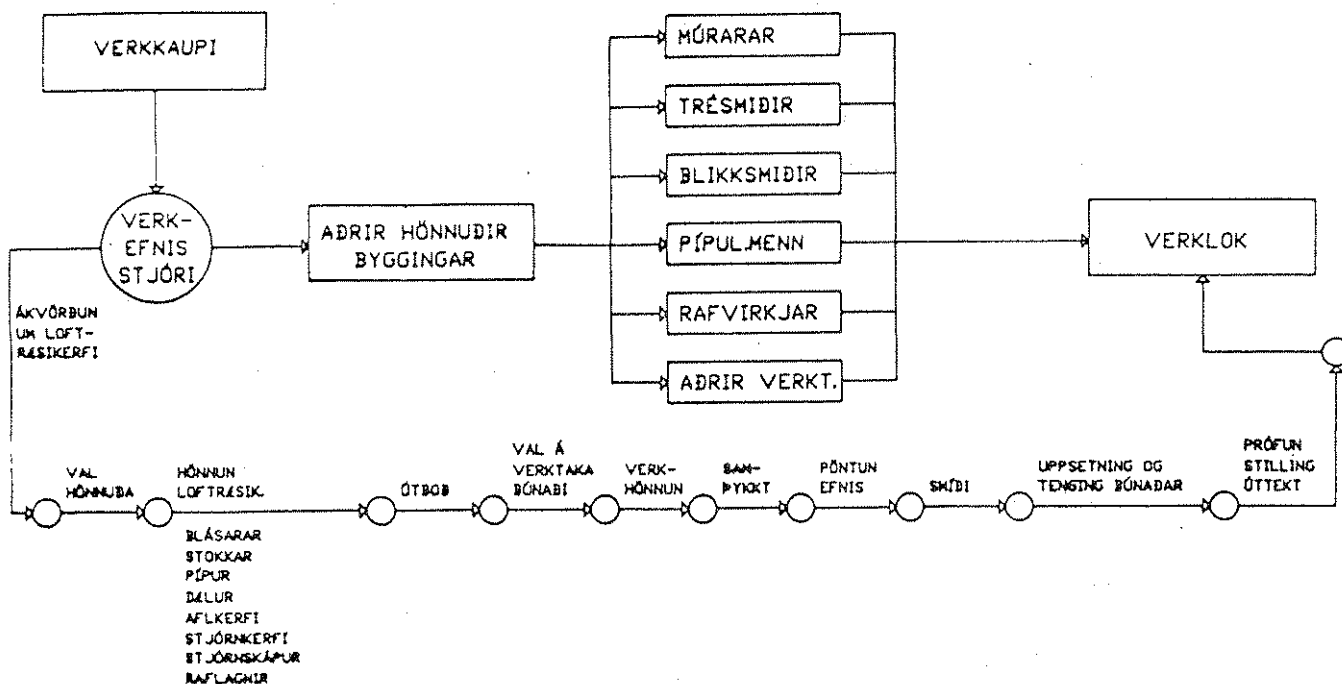 VERKKAUPI
VERK-
EFNIS
STJÓRI
AÐRIR HÖNNUÐIR
BYGGINGAR
MÚRARAR
TRÉSMIÐIR
BLIKKSMIÐIR
PÍPUL.MENN
RAFVIRKJAR
AÐRIR VERKT.
VERKLOK
ÁKVÖRÐUN
UM LOFT-
RÆSIKERFI
VAL
HÖNNUÐA
HÖNNUN
LOFTRÆSIK.
BLÁSARAR
STOKKAR
PÍPUR
DÆLUR
AFLKERFI
STJÓRNKERFI
STJÓRNSKÁPUR
RAFLAGNIR
ÚTBOÐ
VAL Á
VERKTAKA
BÚNAÐI
VERK-
HÖNNUN
SAM-
ÞYKKT
PÖNTUN
EFNIS
SMÍÐI
UPPSETNING OG
TENGING BÚNAÐAR
PRÓFUN
STILLING
ÚTTEKT